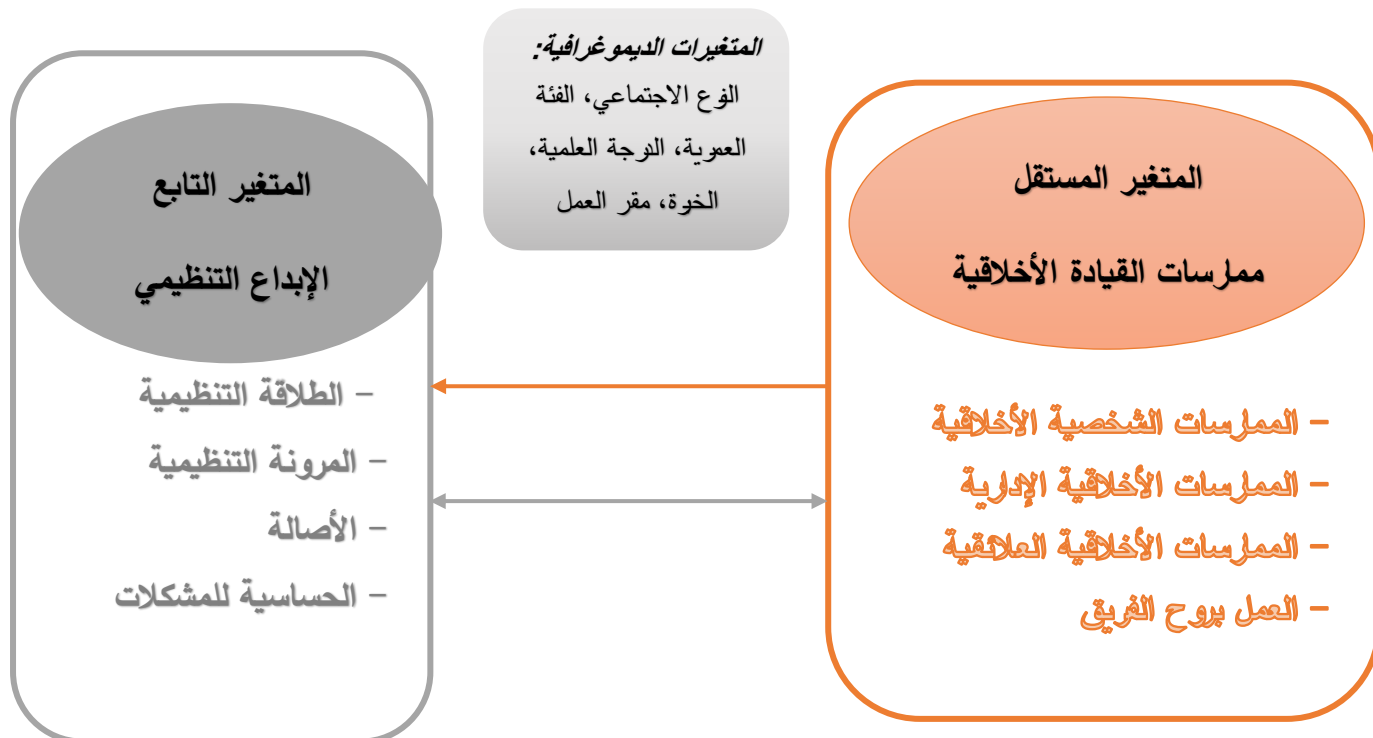 المتغيرات الديموغرافية:
الوع الاجتماعي، الفئة
العمرية، الدرجة العلمية،
الخوة، مقر العمل
المتغير المستقل
ممارسات القيادة الأخلاقية
– الممارسات الشخصية الأخلاقية
– الممارسات الأخلاقية الإدارية
– الممارسات الأخلاقية العلائقية
– العمل بروح الفريق
المتغير التابع
الإبداع التنظيمي
– الطلاقة التنظيمية
– المرونة التنظيمية
– الأصالة
– الحساسية للمشكلات